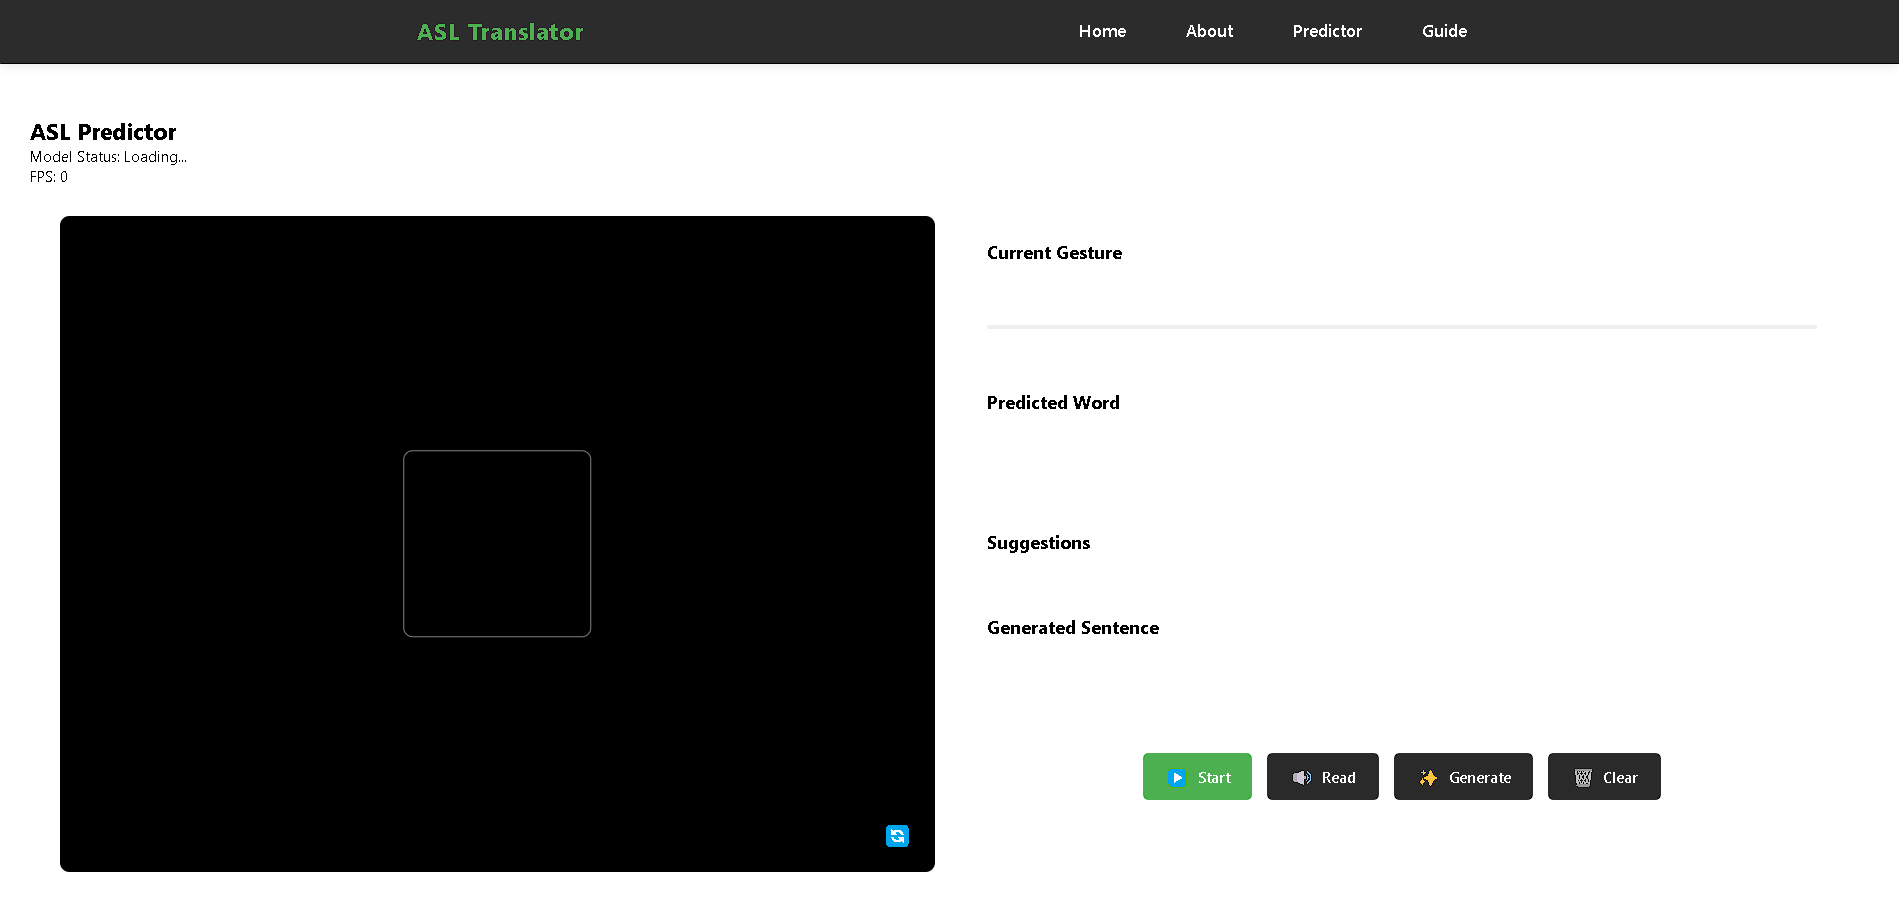 ASL Translator
Home About Predictor Guide
ASL Predictor
Model Status: Loading...
FPS: 0
Current Gesture
Predicted Word
Suggestions
Generated Sentence
Start Read Generate Clear